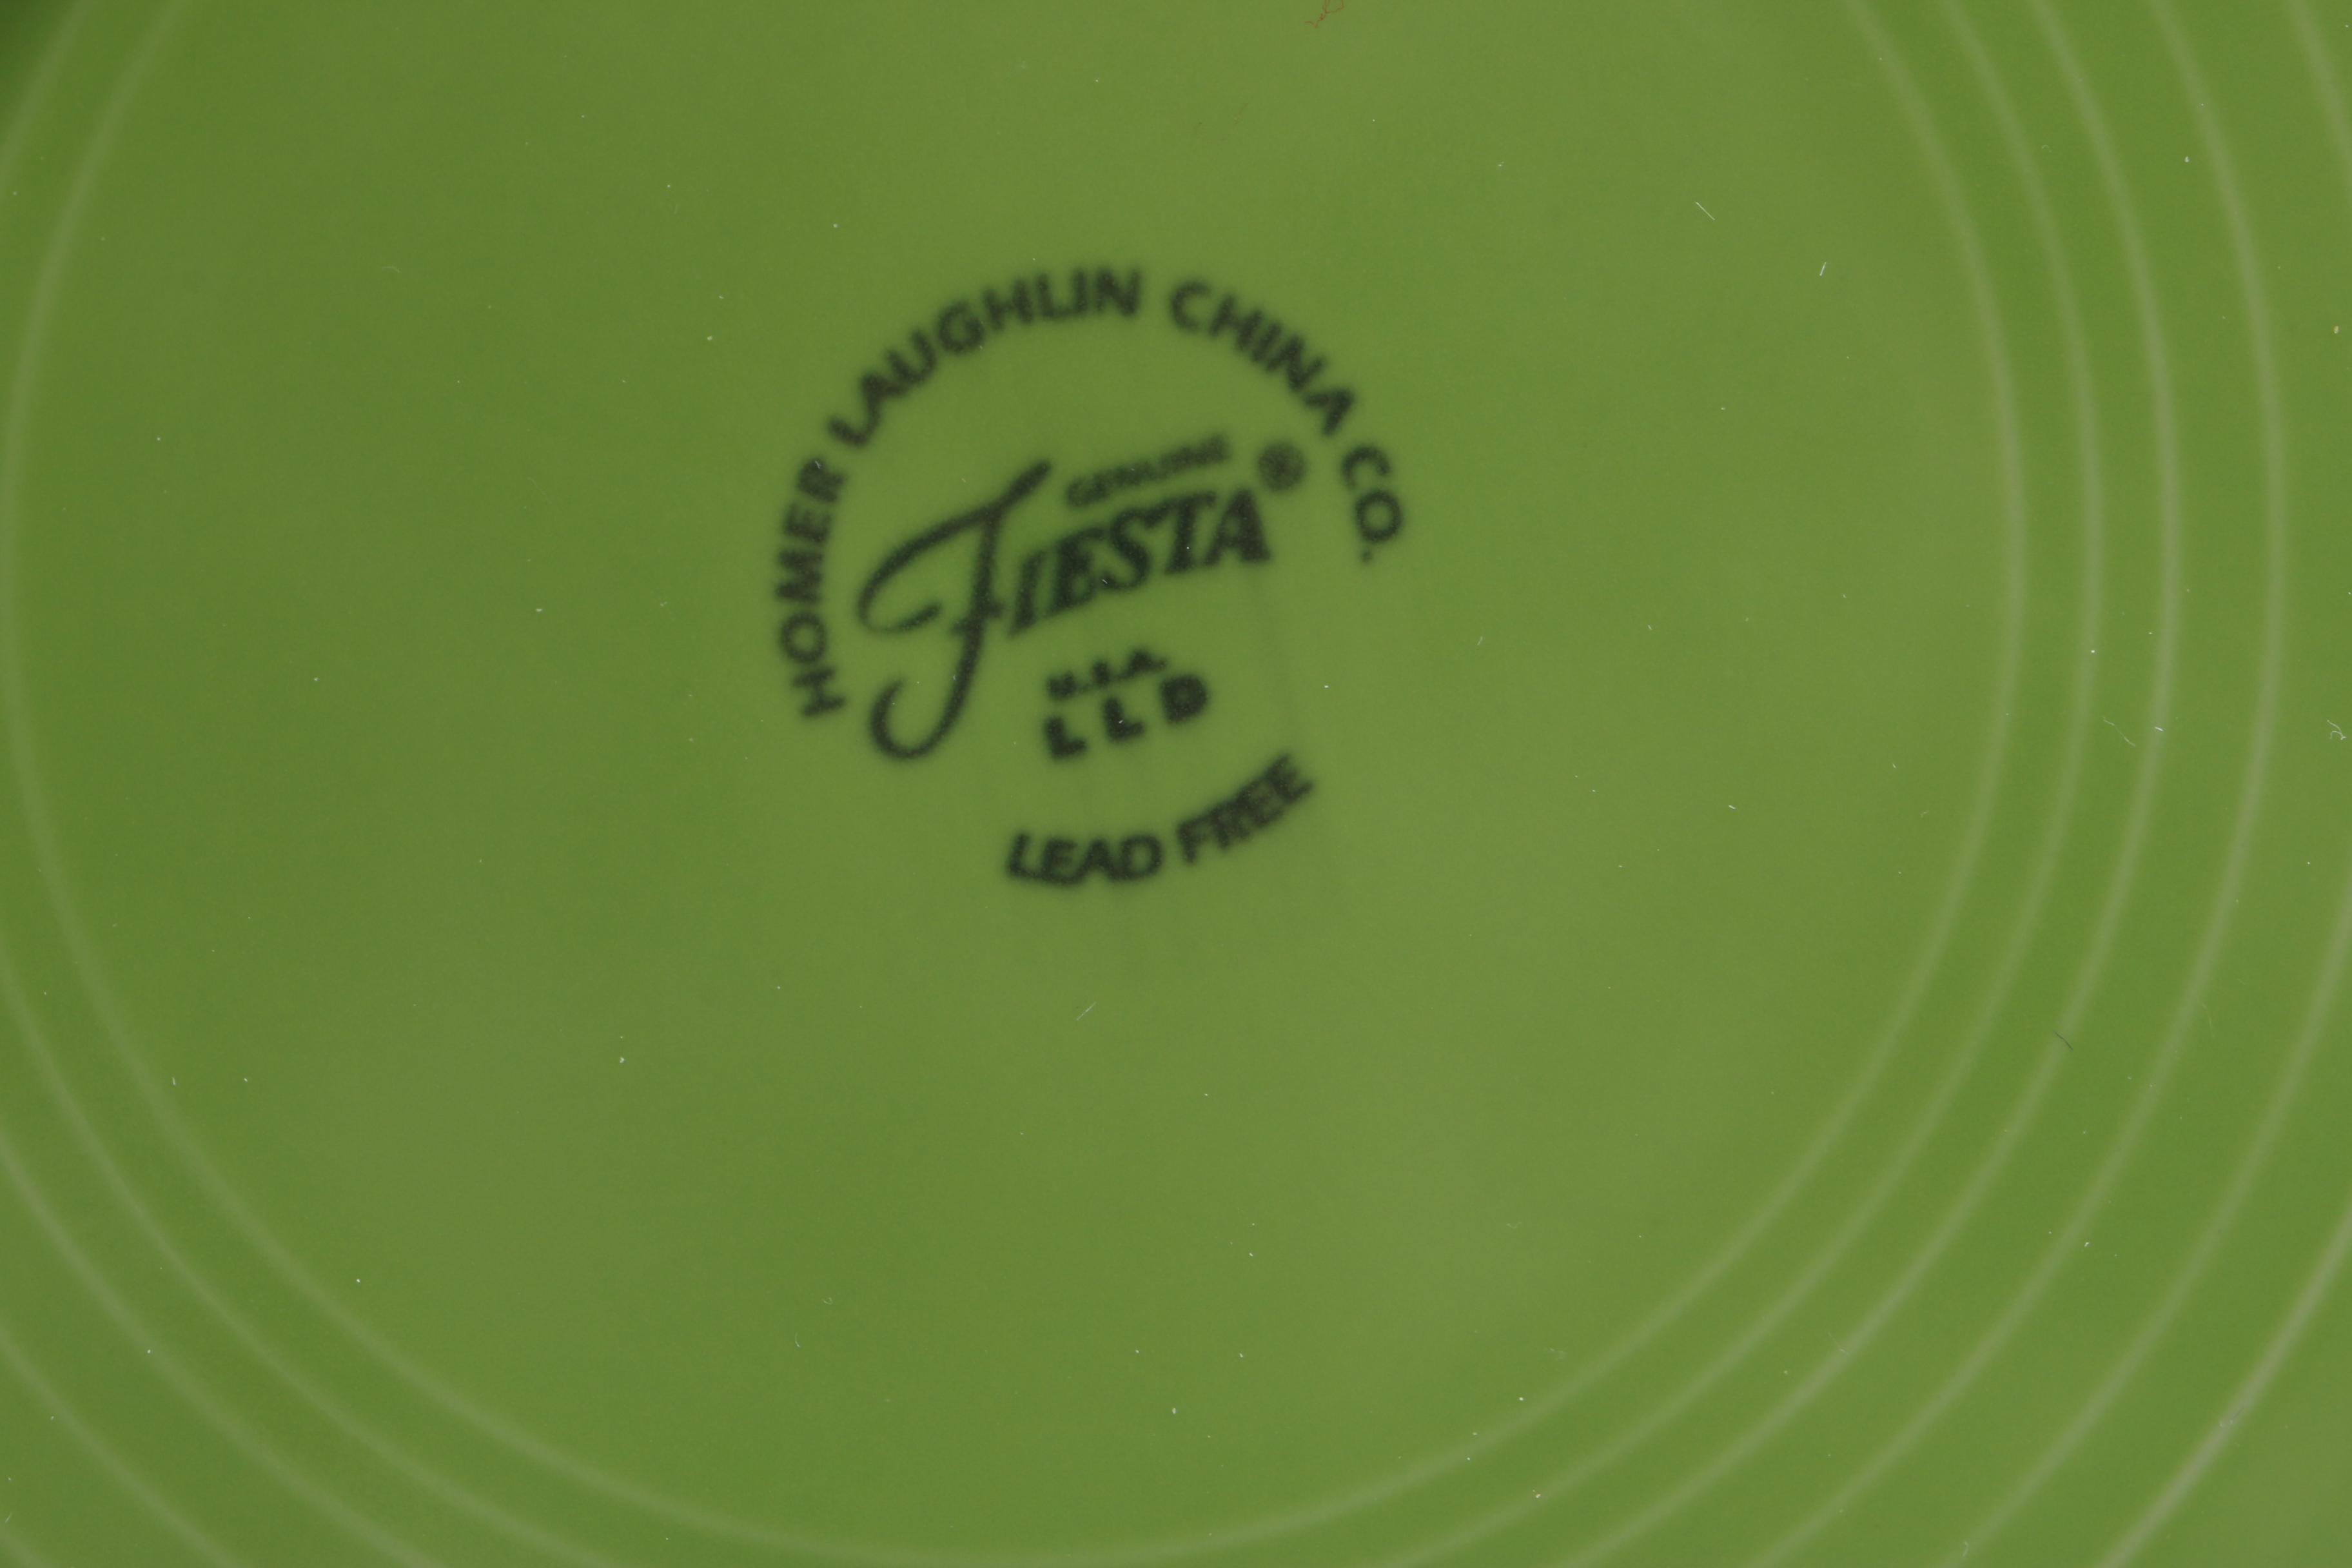 HOMER LAUGHLIN CHINA CO.
GENUINE
FIESTA®
U.S.A.
LLD
LEAD FREE